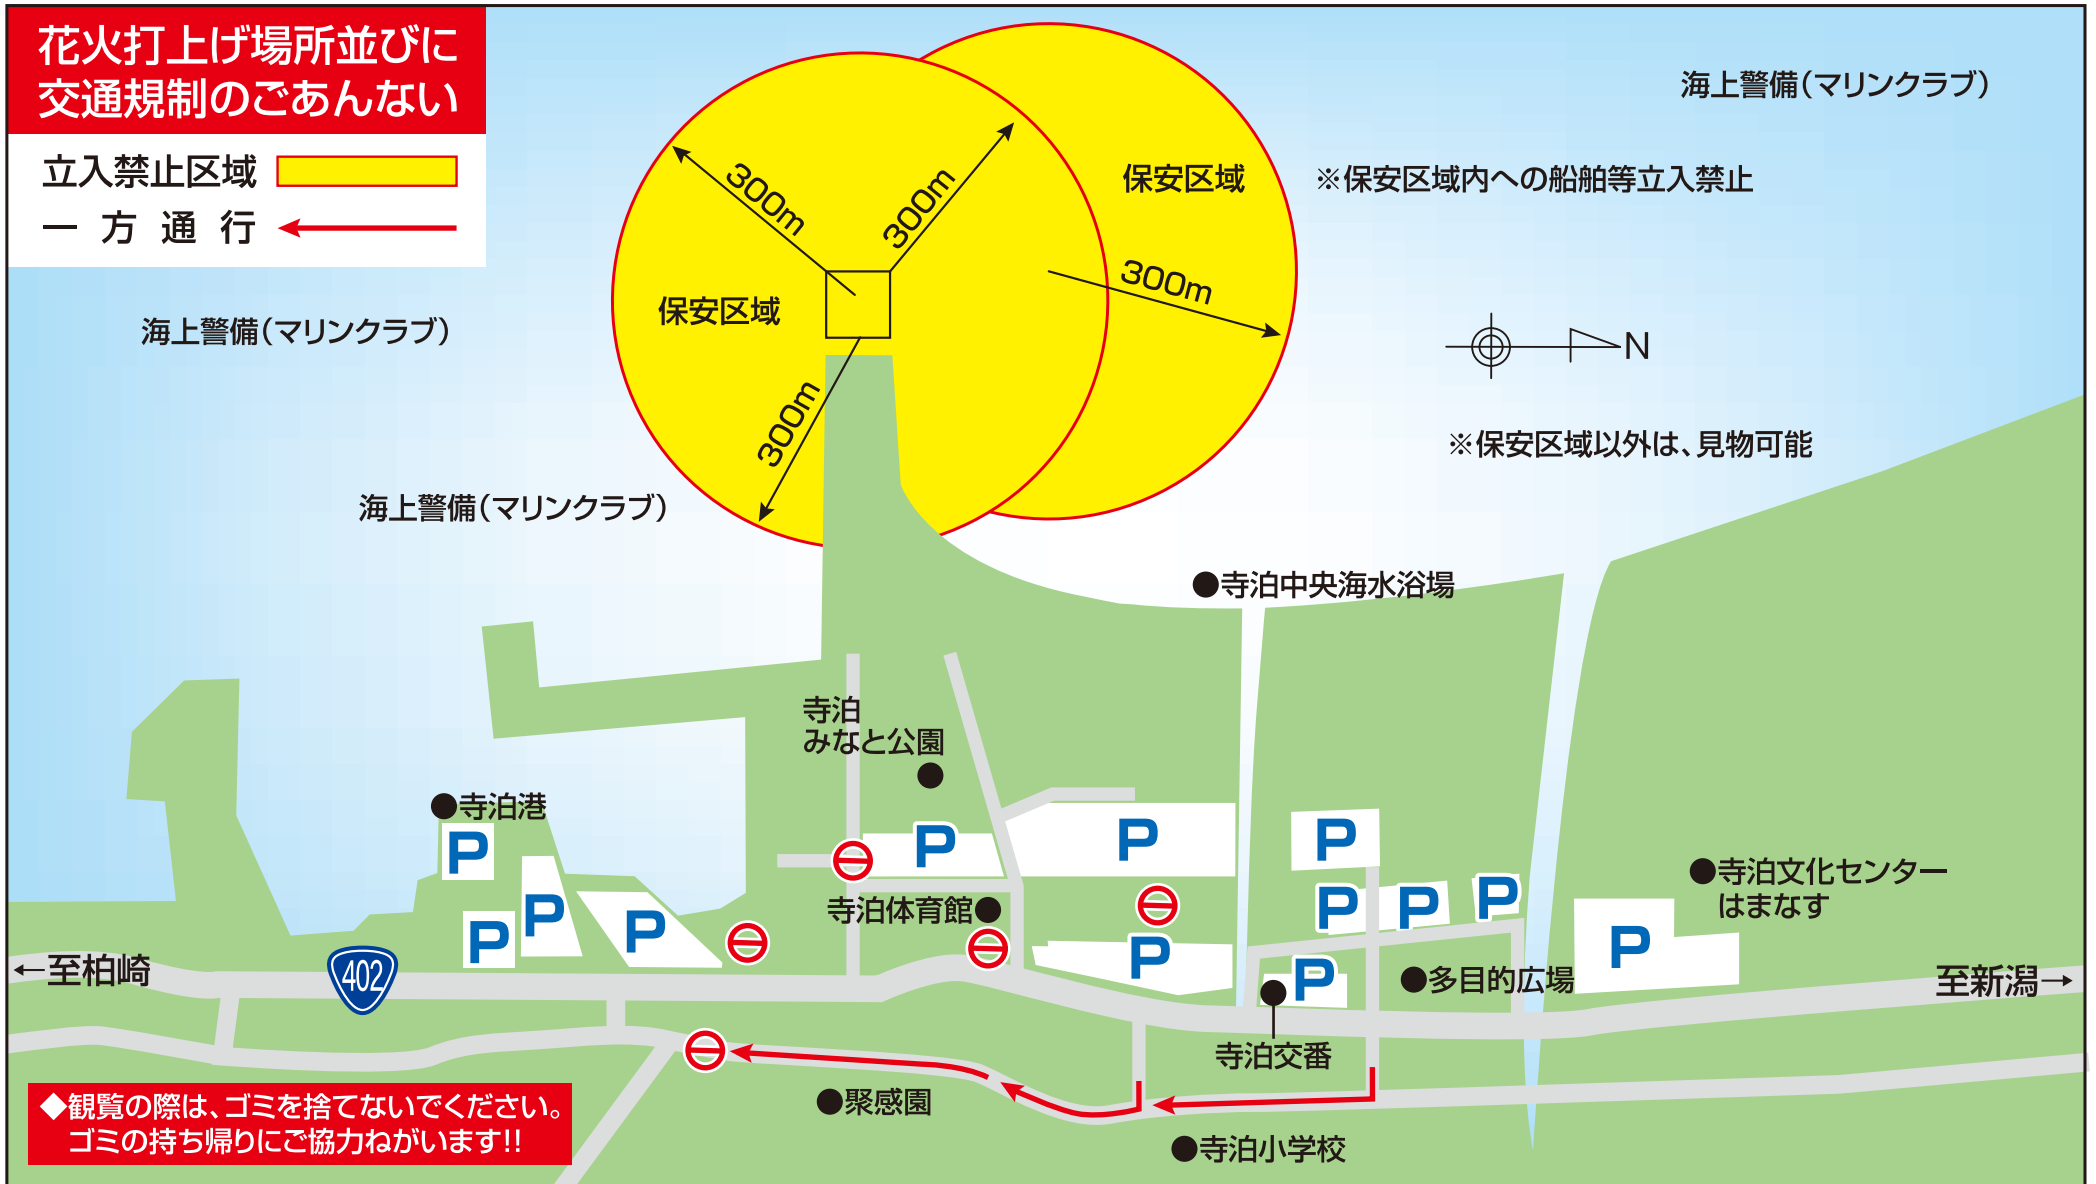 花火打上げ場所並びに
交通規制のごあんない
立入禁止区域
一方通行
海上警備（マリンクラブ）
保安区域
※保安区域内への船舶等立入禁止
300m
300m
300m
保安区域
海上警備（マリンクラブ）
N
300m
※保安区域以外は、見物可能
海上警備（マリンクラブ）
●寺泊中央海水浴場
寺泊
みなと公園
●寺泊港
P
P
P
P
P
P
P
P
P
P
P
P
P
P
●寺泊文化センター
はまなす
寺泊体育館●
←至柏崎
402
●多目的広場
至新潟→
寺泊交番
●聚感園
●寺泊小学校
◆観覧の際は、ゴミを捨てないでください。
ゴミの持ち帰りにご協力ねがいます!!